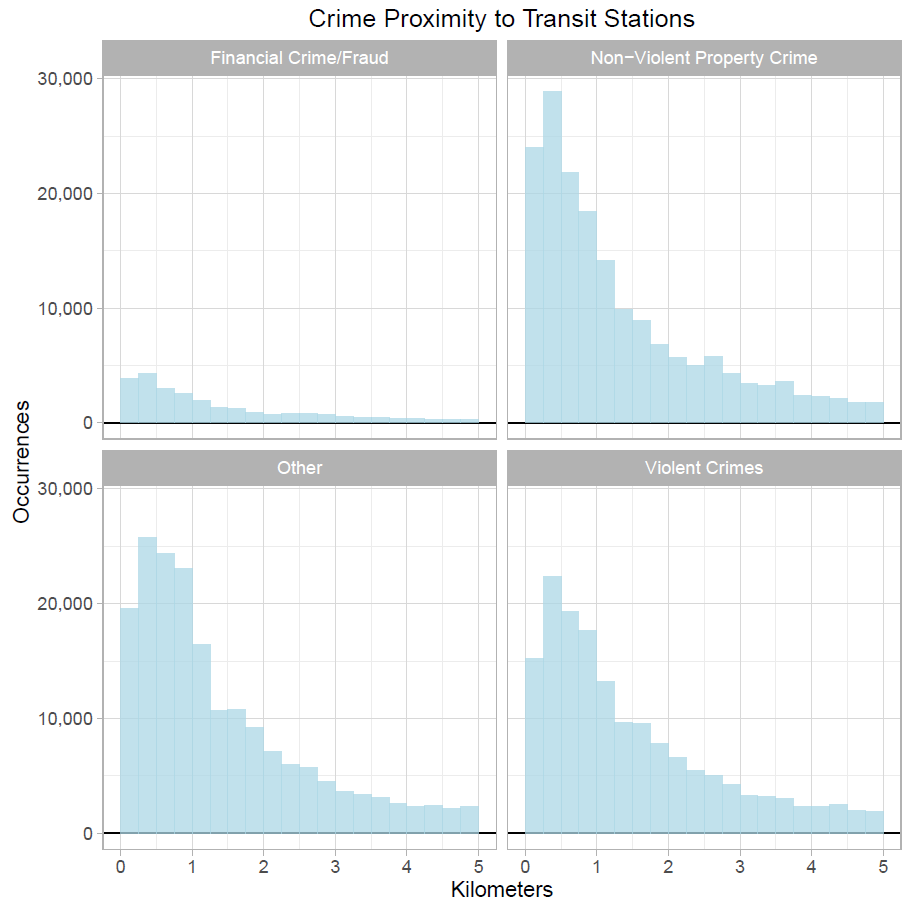 Crime Proximity to Transit Stations
Financial Crime/Fraud
Non−Violent Property Crime
30,000
20,000
10,000
0
Other
Violent Crimes
30,000
20,000
10,000
0
0 1 2 3 4 5
0 1 2 3 4 5
Occurrences
Kilometers